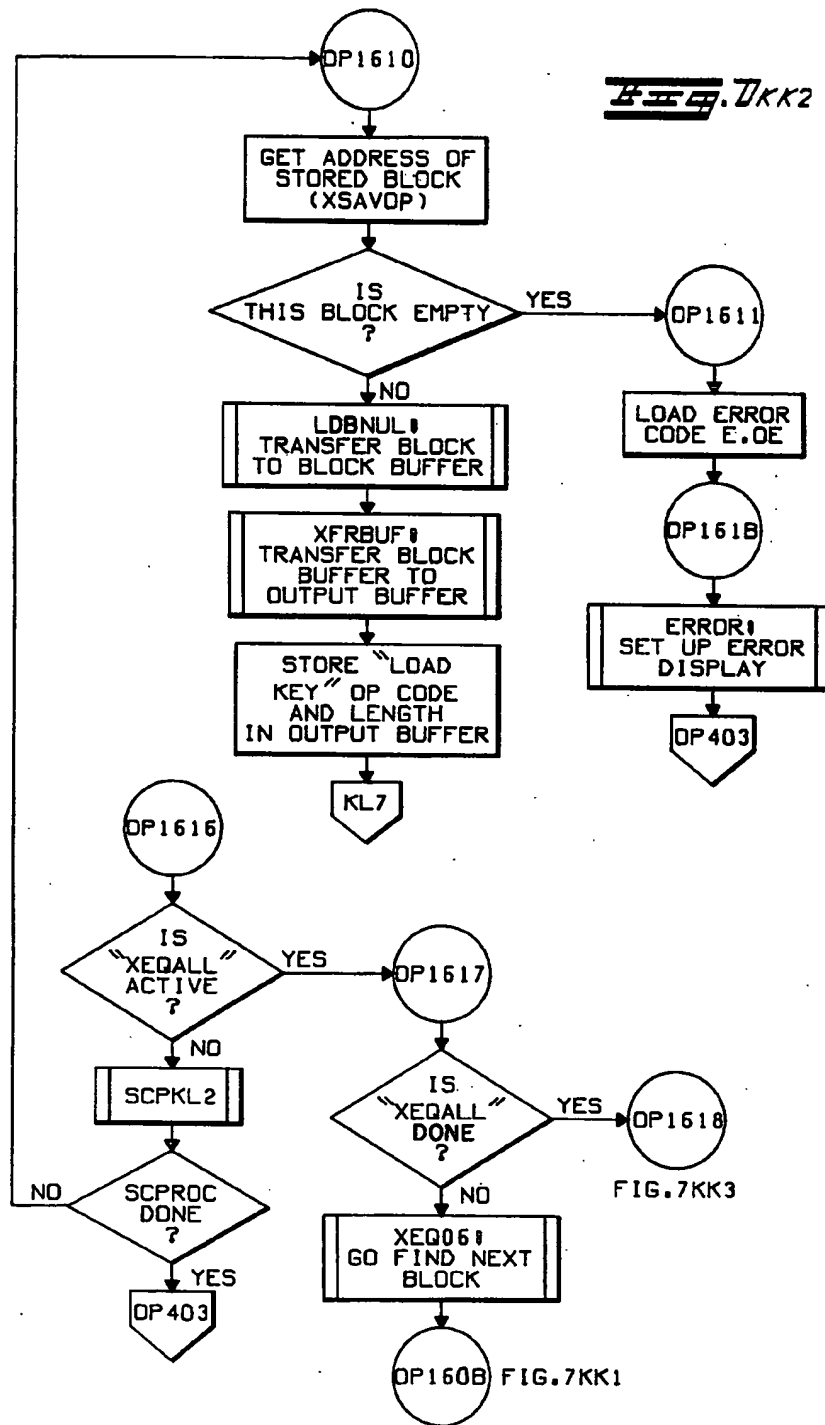 OP1610
Fig. 7KK2
GET ADDRESS OF
STORED BLOCK
(XSAVOP)
IS
THIS BLOCK EMPTY
?
YES
OP1611
NO
LOAD ERROR
CODE E.0E
LDBNUL:
TRANSFER BLOCK
TO BLOCK BUFFER
OP161B
XFRBUF:
TRANSFER BLOCK
BUFFER TO
OUTPUT BUFFER
ERROR:
SET UP ERROR
DISPLAY
STORE "LOAD
KEY" OP CODE
AND LENGTH
IN OUTPUT BUFFER
OP403
KL7
OP1616
IS
"XEQALL"
ACTIVE
?
YES
OP1617
NO
SCPKL2
IS
"XEQALL"
DONE
?
YES
OP1618
FIG.7KK3
NO
SCPROC
DONE
?
NO
YES
OP403
XEQ06:
GO FIND NEXT
BLOCK
OP160B
FIG.7KK1